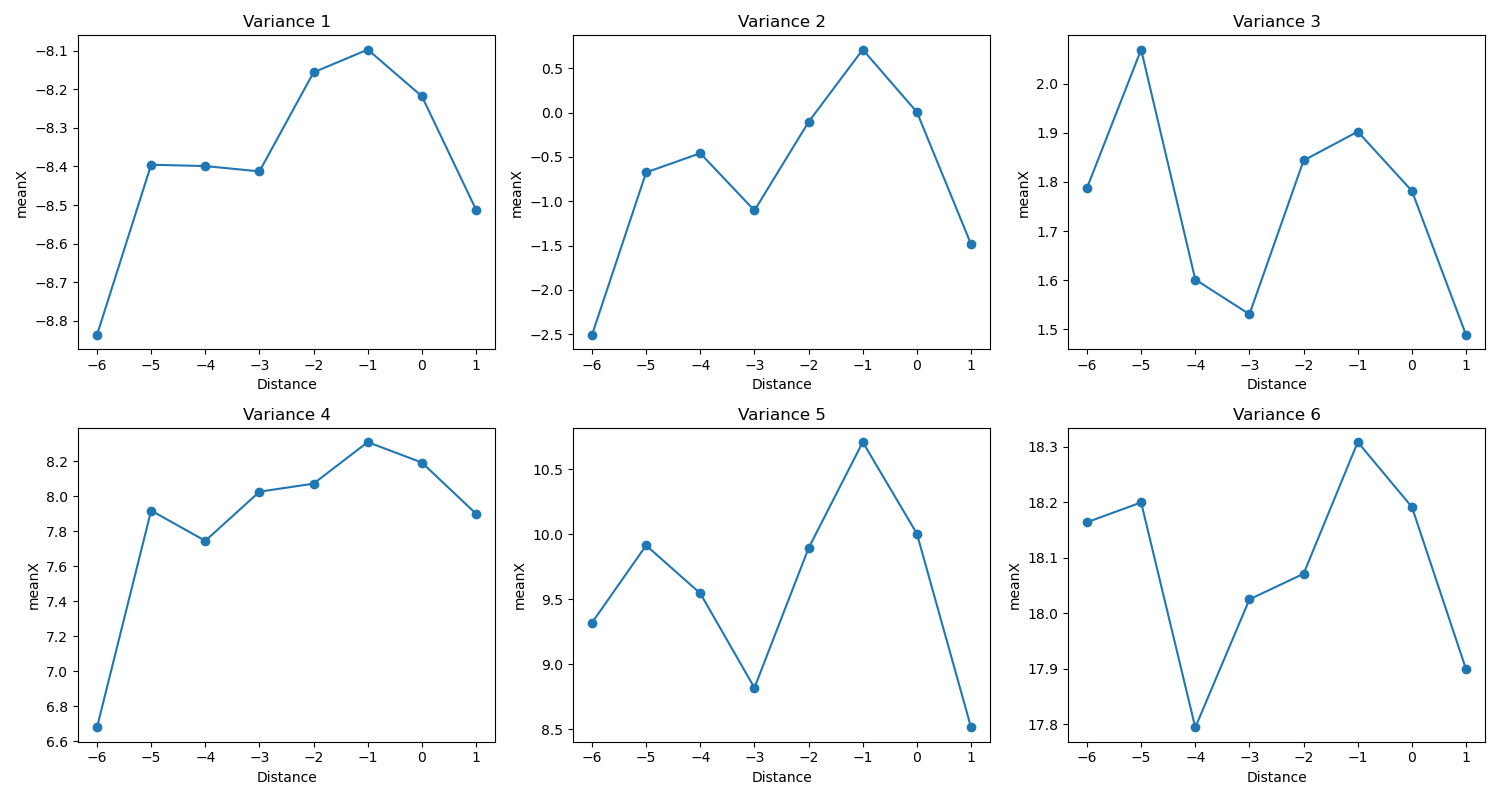 Variance 1
−8.1
−8.2
−8.3
−8.4
−8.5
−8.6
−8.7
−8.8
meanX
−6 −5 −4 −3 −2 −1 0 1
Distance
Variance 2
0.5
0.0
−0.5
−1.0
−1.5
−2.0
−2.5
meanX
−6 −5 −4 −3 −2 −1 0 1
Distance
Variance 3
2.0
1.9
1.8
1.7
1.6
1.5
meanX
−6 −5 −4 −3 −2 −1 0 1
Distance
Variance 4
8.2
8.0
7.8
7.6
7.4
7.2
7.0
6.8
6.6
meanX
−6 −5 −4 −3 −2 −1 0 1
Distance
Variance 5
10.5
10.0
9.5
9.0
8.5
meanX
−6 −5 −4 −3 −2 −1 0 1
Distance
Variance 6
18.3
18.2
18.1
18.0
17.9
17.8
meanX
−6 −5 −4 −3 −2 −1 0 1
Distance